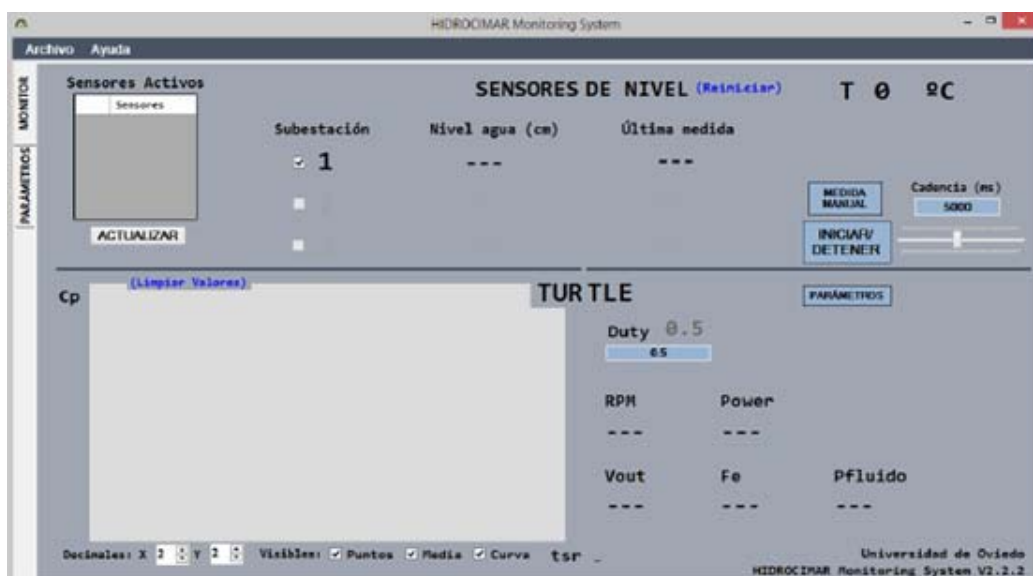 HIDROCIMAR Monitoring System
Archivo Ayuda
MONITOR
PARÁMETROS
Sensores Activos
Sensores
ACTUALIZAR
SENSORES DE NIVEL (Reiniciar)
T 0 ºC
Subestación Nivel agua (cm) Última medida
1 --- ---
MEDIDA MANUAL
Cadencia (ms)
5000
INICIAR/
DETENER
Cp
(Limpiar Valores)
TURTLE
PARÁMETROS
Duty 0.5
0.5
RPM Power
--- ---
Vout Fe Pfluido
--- --- ---
Decimales: X 2 Y 2 Visibles: Puntos Media Curva tsr _
Universidad de Oviedo
HIDROCIMAR Monitoring System V2.2.2